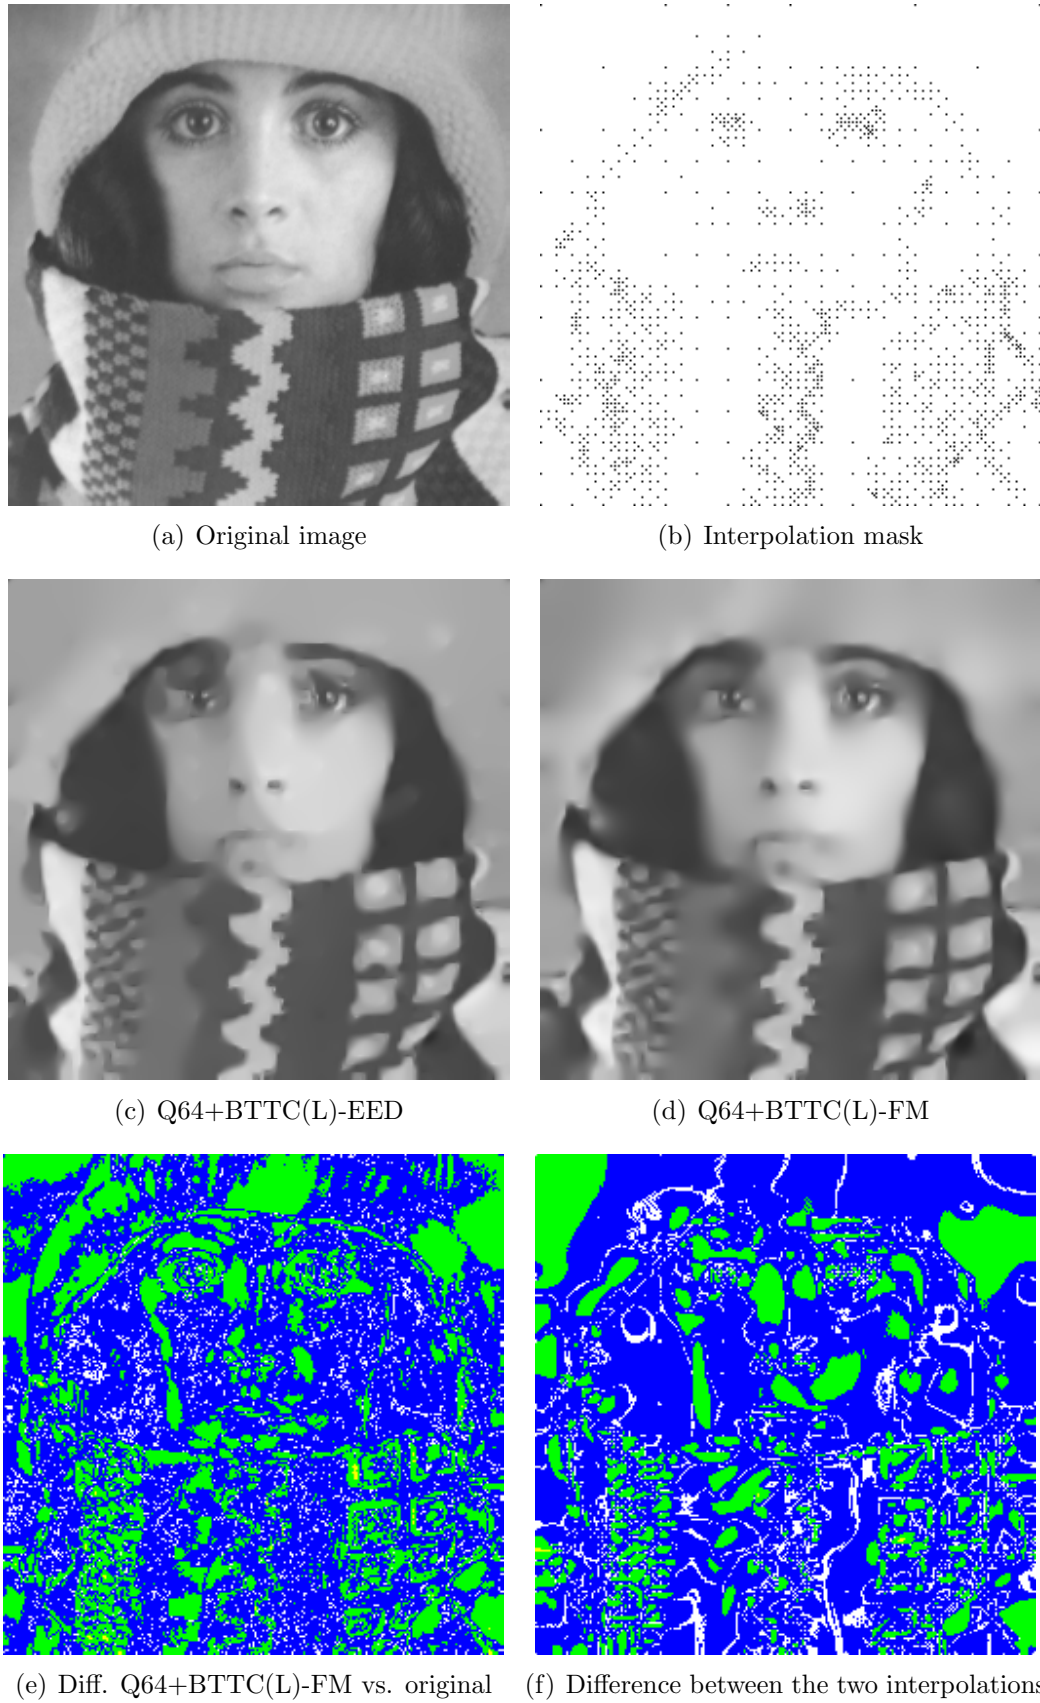 (a) Original image
(b) Interpolation mask
(c) Q64+BTTC(L)-EED
(d) Q64+BTTC(L)-FM
(e) Diff. Q64+BTTC(L)-FM vs. original
(f) Difference between the two interpolations